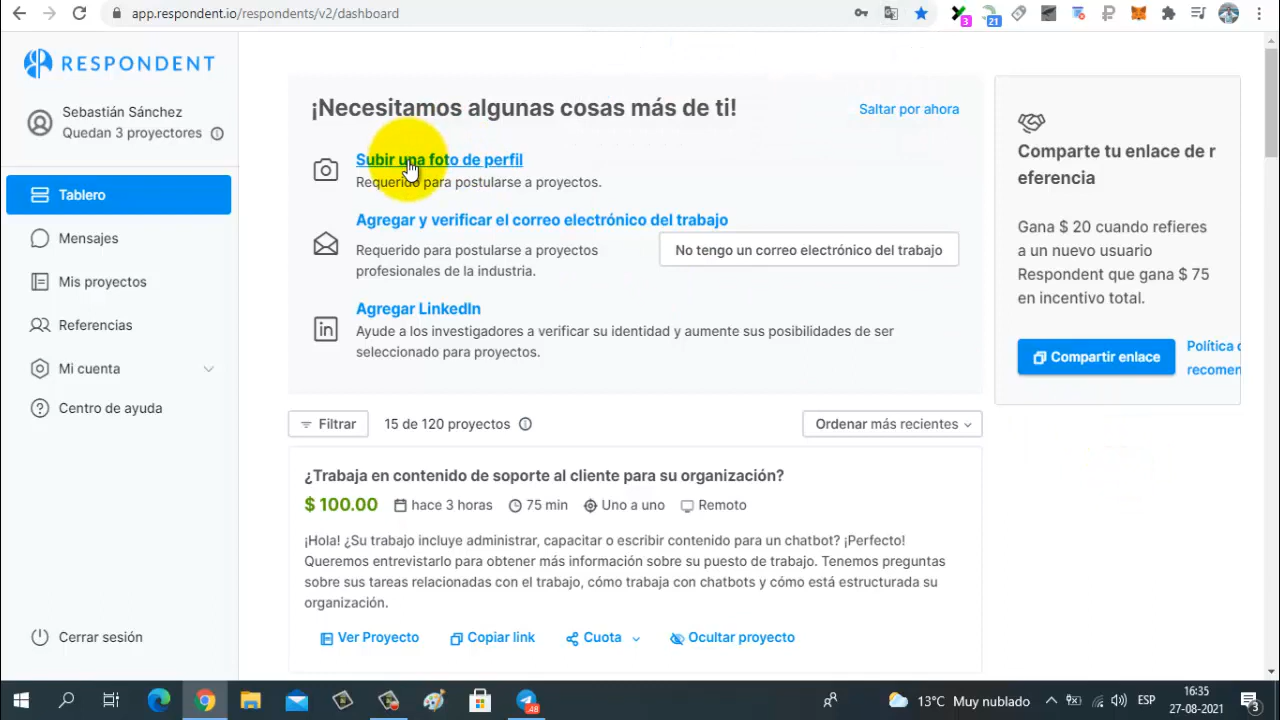 app.respondent.io/respondents/v2/dashboard
3
21
RESPONDENT
Sebastián Sánchez
Quedan 3 proyectores
Tablero
Mensajes
Mis proyectos
Referencias
Mi cuenta
Centro de ayuda
Cerrar sesión
¡Necesitamos algunas cosas más de ti!
Saltar por ahora
Subir una foto de perfil
Requerido para postularse a proyectos.
Agregar y verificar el correo electrónico del trabajo
Requerido para postularse a proyectos
profesionales de la industria.
No tengo un correo electrónico del trabajo
Agregar LinkedIn
Ayude a los investigadores a verificar su identidad y aumente sus posibilidades de ser
seleccionado para proyectos.
Comparte tu enlace de r
eferencia
Gana $ 20 cuando refieres
a un nuevo usuario
Respondent que gana $ 75
en incentivo total.
Compartir enlace
Política
recomen
Filtrar
15 de 120 proyectos
Ordenar más recientes
¿Trabaja en contenido de soporte al cliente para su organización?
$ 100.00 hace 3 horas 75 min Uno a uno Remoto
¡Hola! ¿Su trabajo incluye administrar, capacitar o escribir contenido para un chatbot? ¡Perfecto!
Queremos entrevistarlo para obtener más información sobre su puesto de trabajo. Tenemos preguntas
sobre sus tareas relacionadas con el trabajo, cómo trabaja con chatbots y cómo está estructurada su
organización.
Ver Proyecto Copiar link Cuota Ocultar proyecto
48
13°C Muy nublado
ESP
16:35
27-08-2021
3